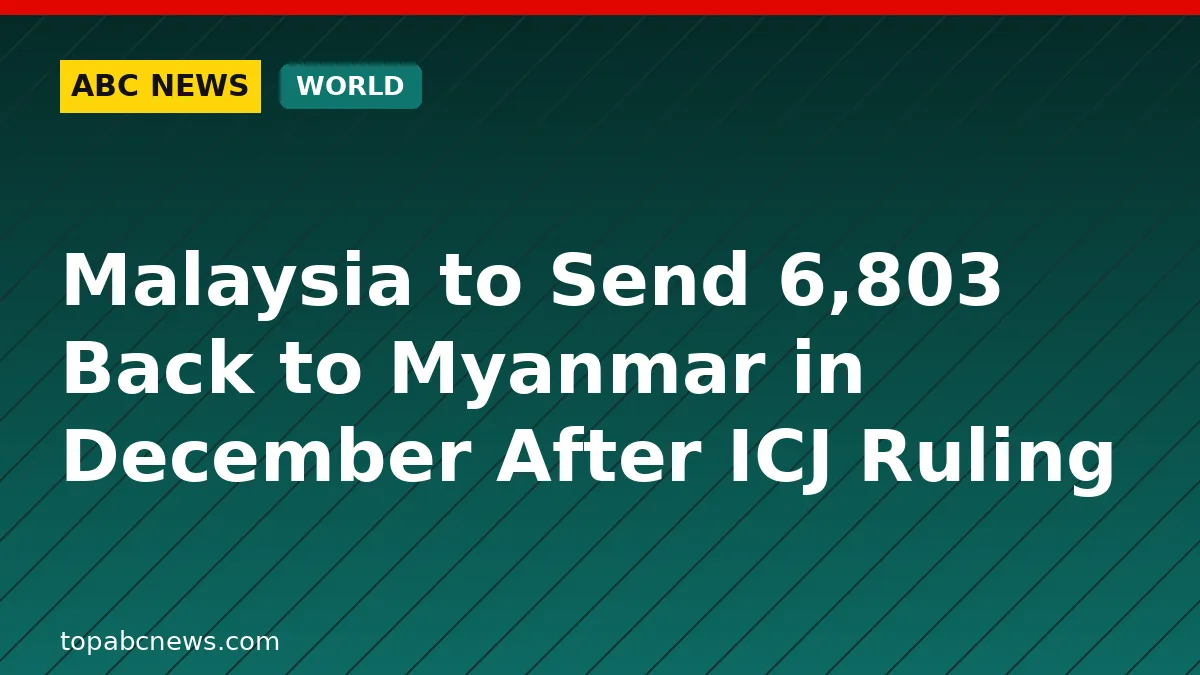 ABC NEWS WORLD
Malaysia to Send 6,803
Back to Myanmar in
December After ICJ Ruling
topabcnews.com